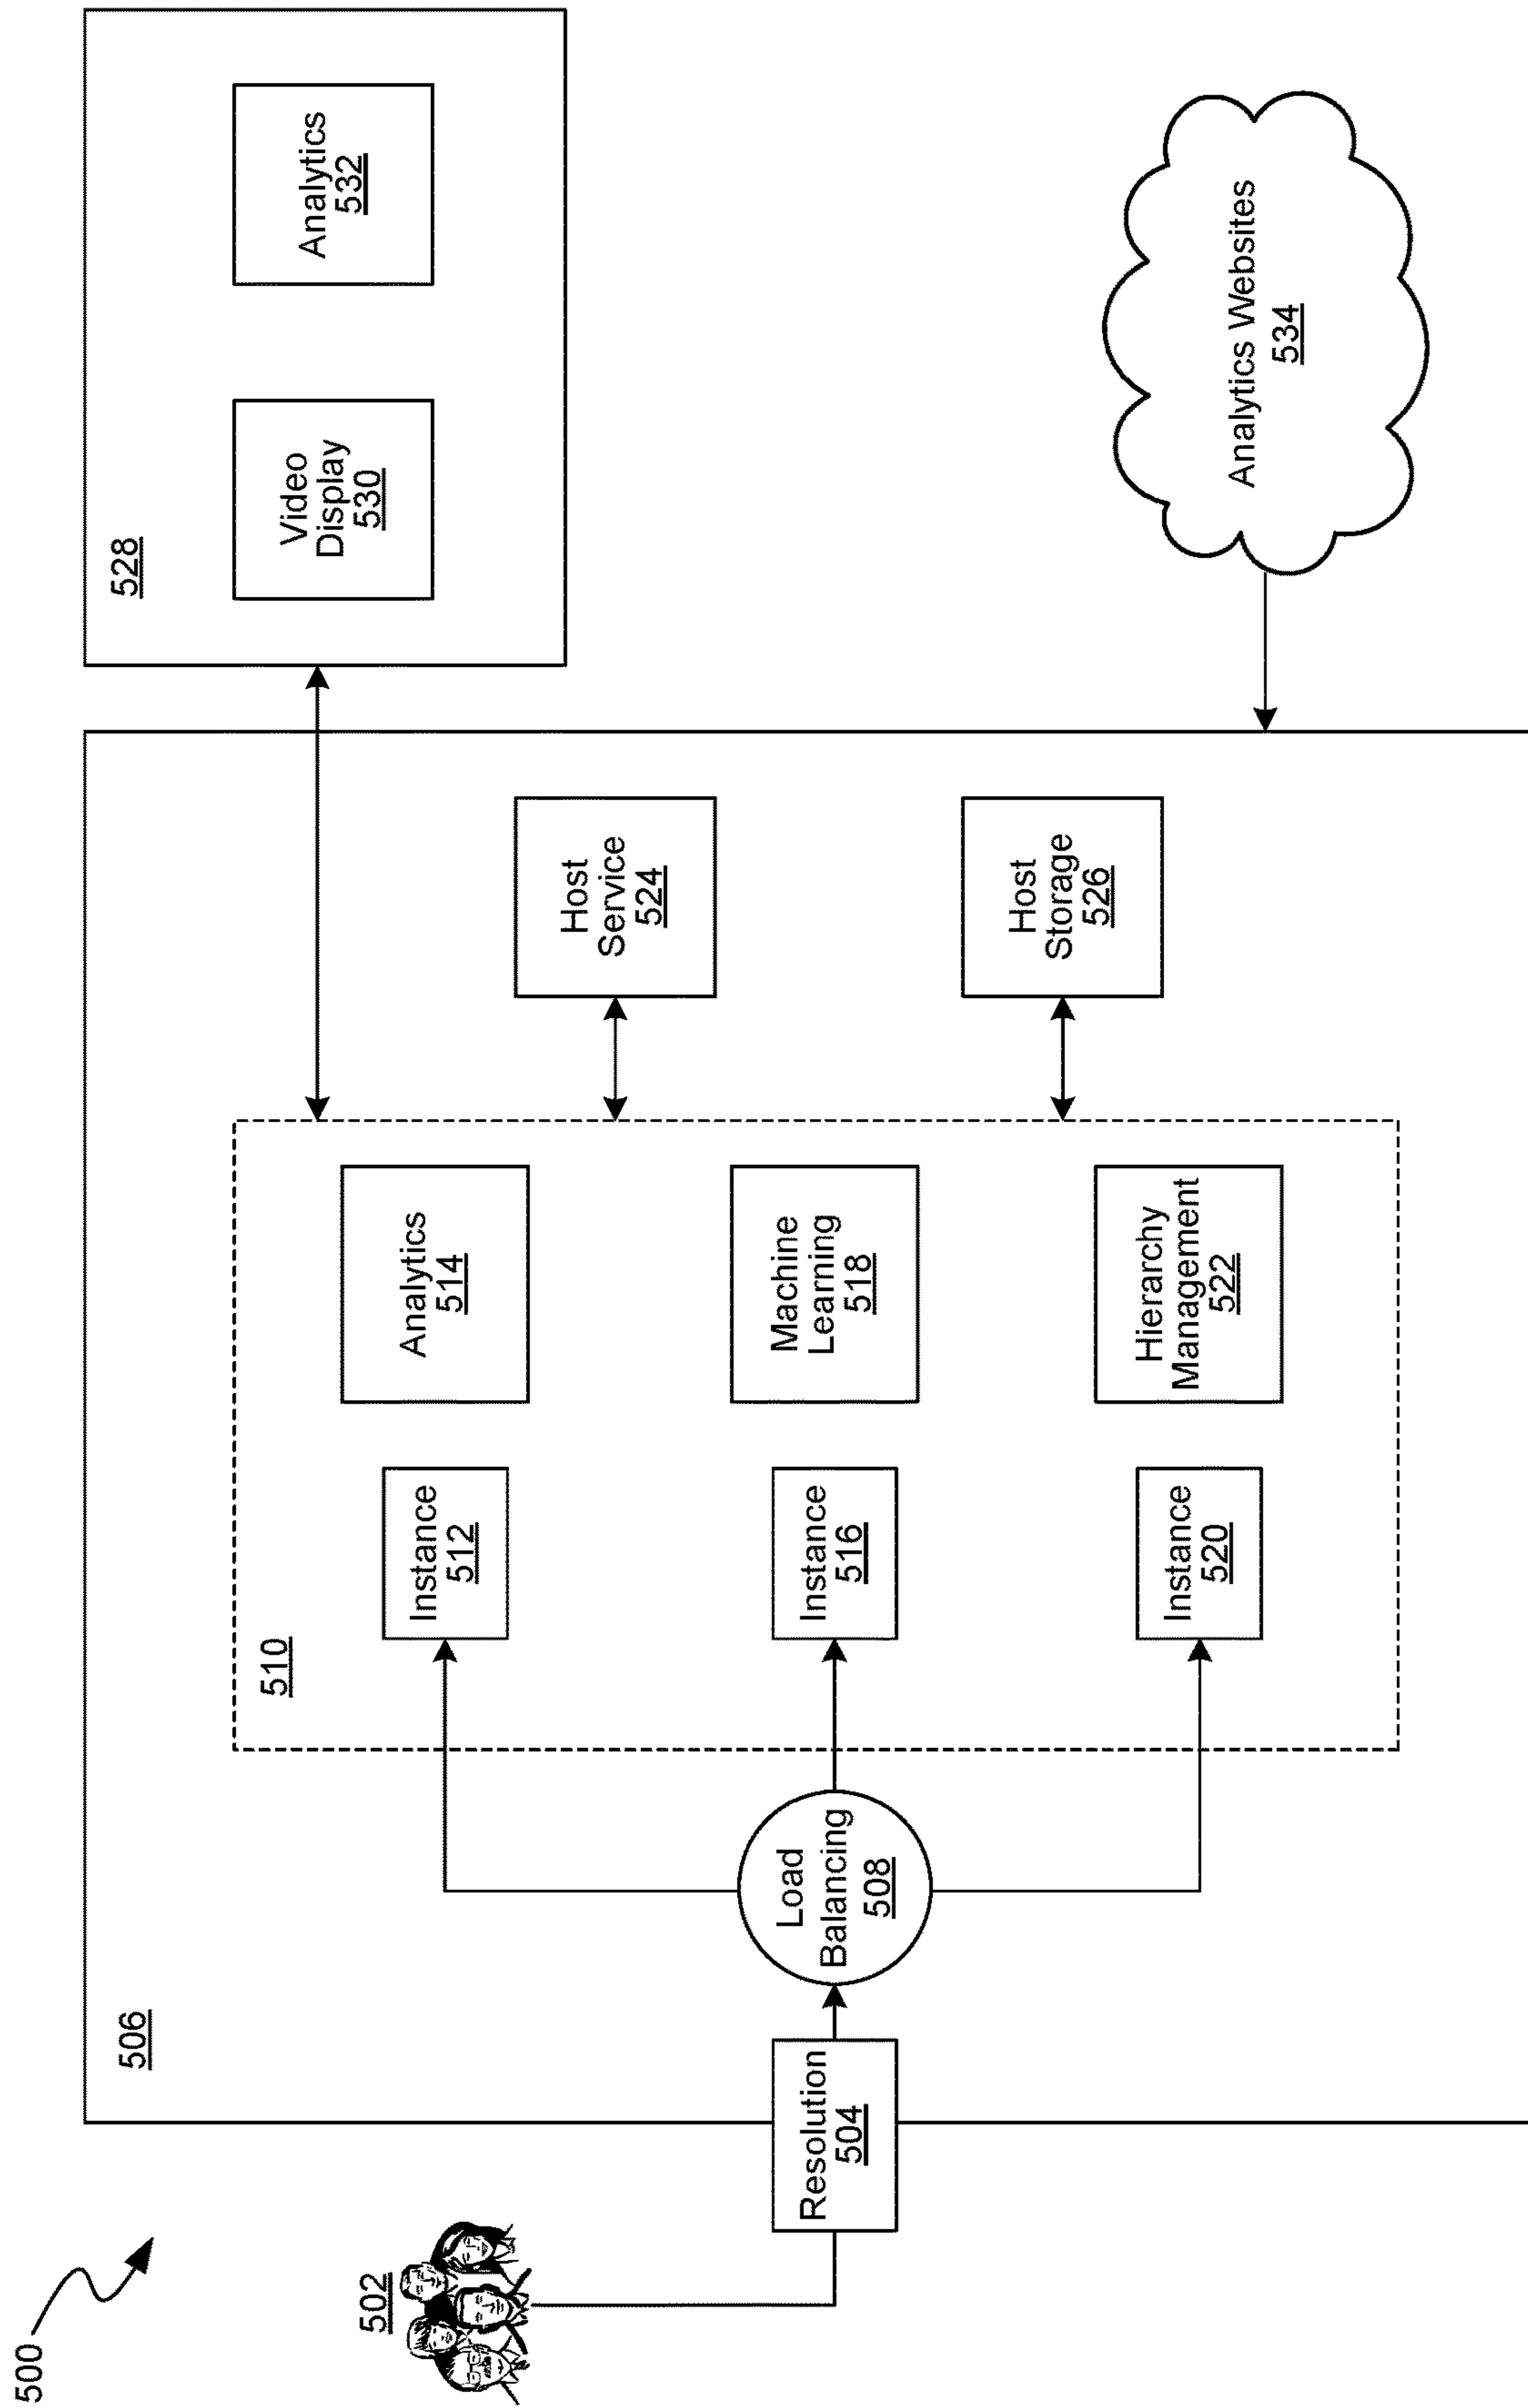 500
502
Resolution
504
506
Load
Balancing
508
510
Instance
512
Analytics
514
Instance
516
Machine
Learning
518
Instance
520
Hierarchy
Management
522
Host
Service
524
Host
Storage
526
528
Video
Display
530
Analytics
532
Analytics Websites
534